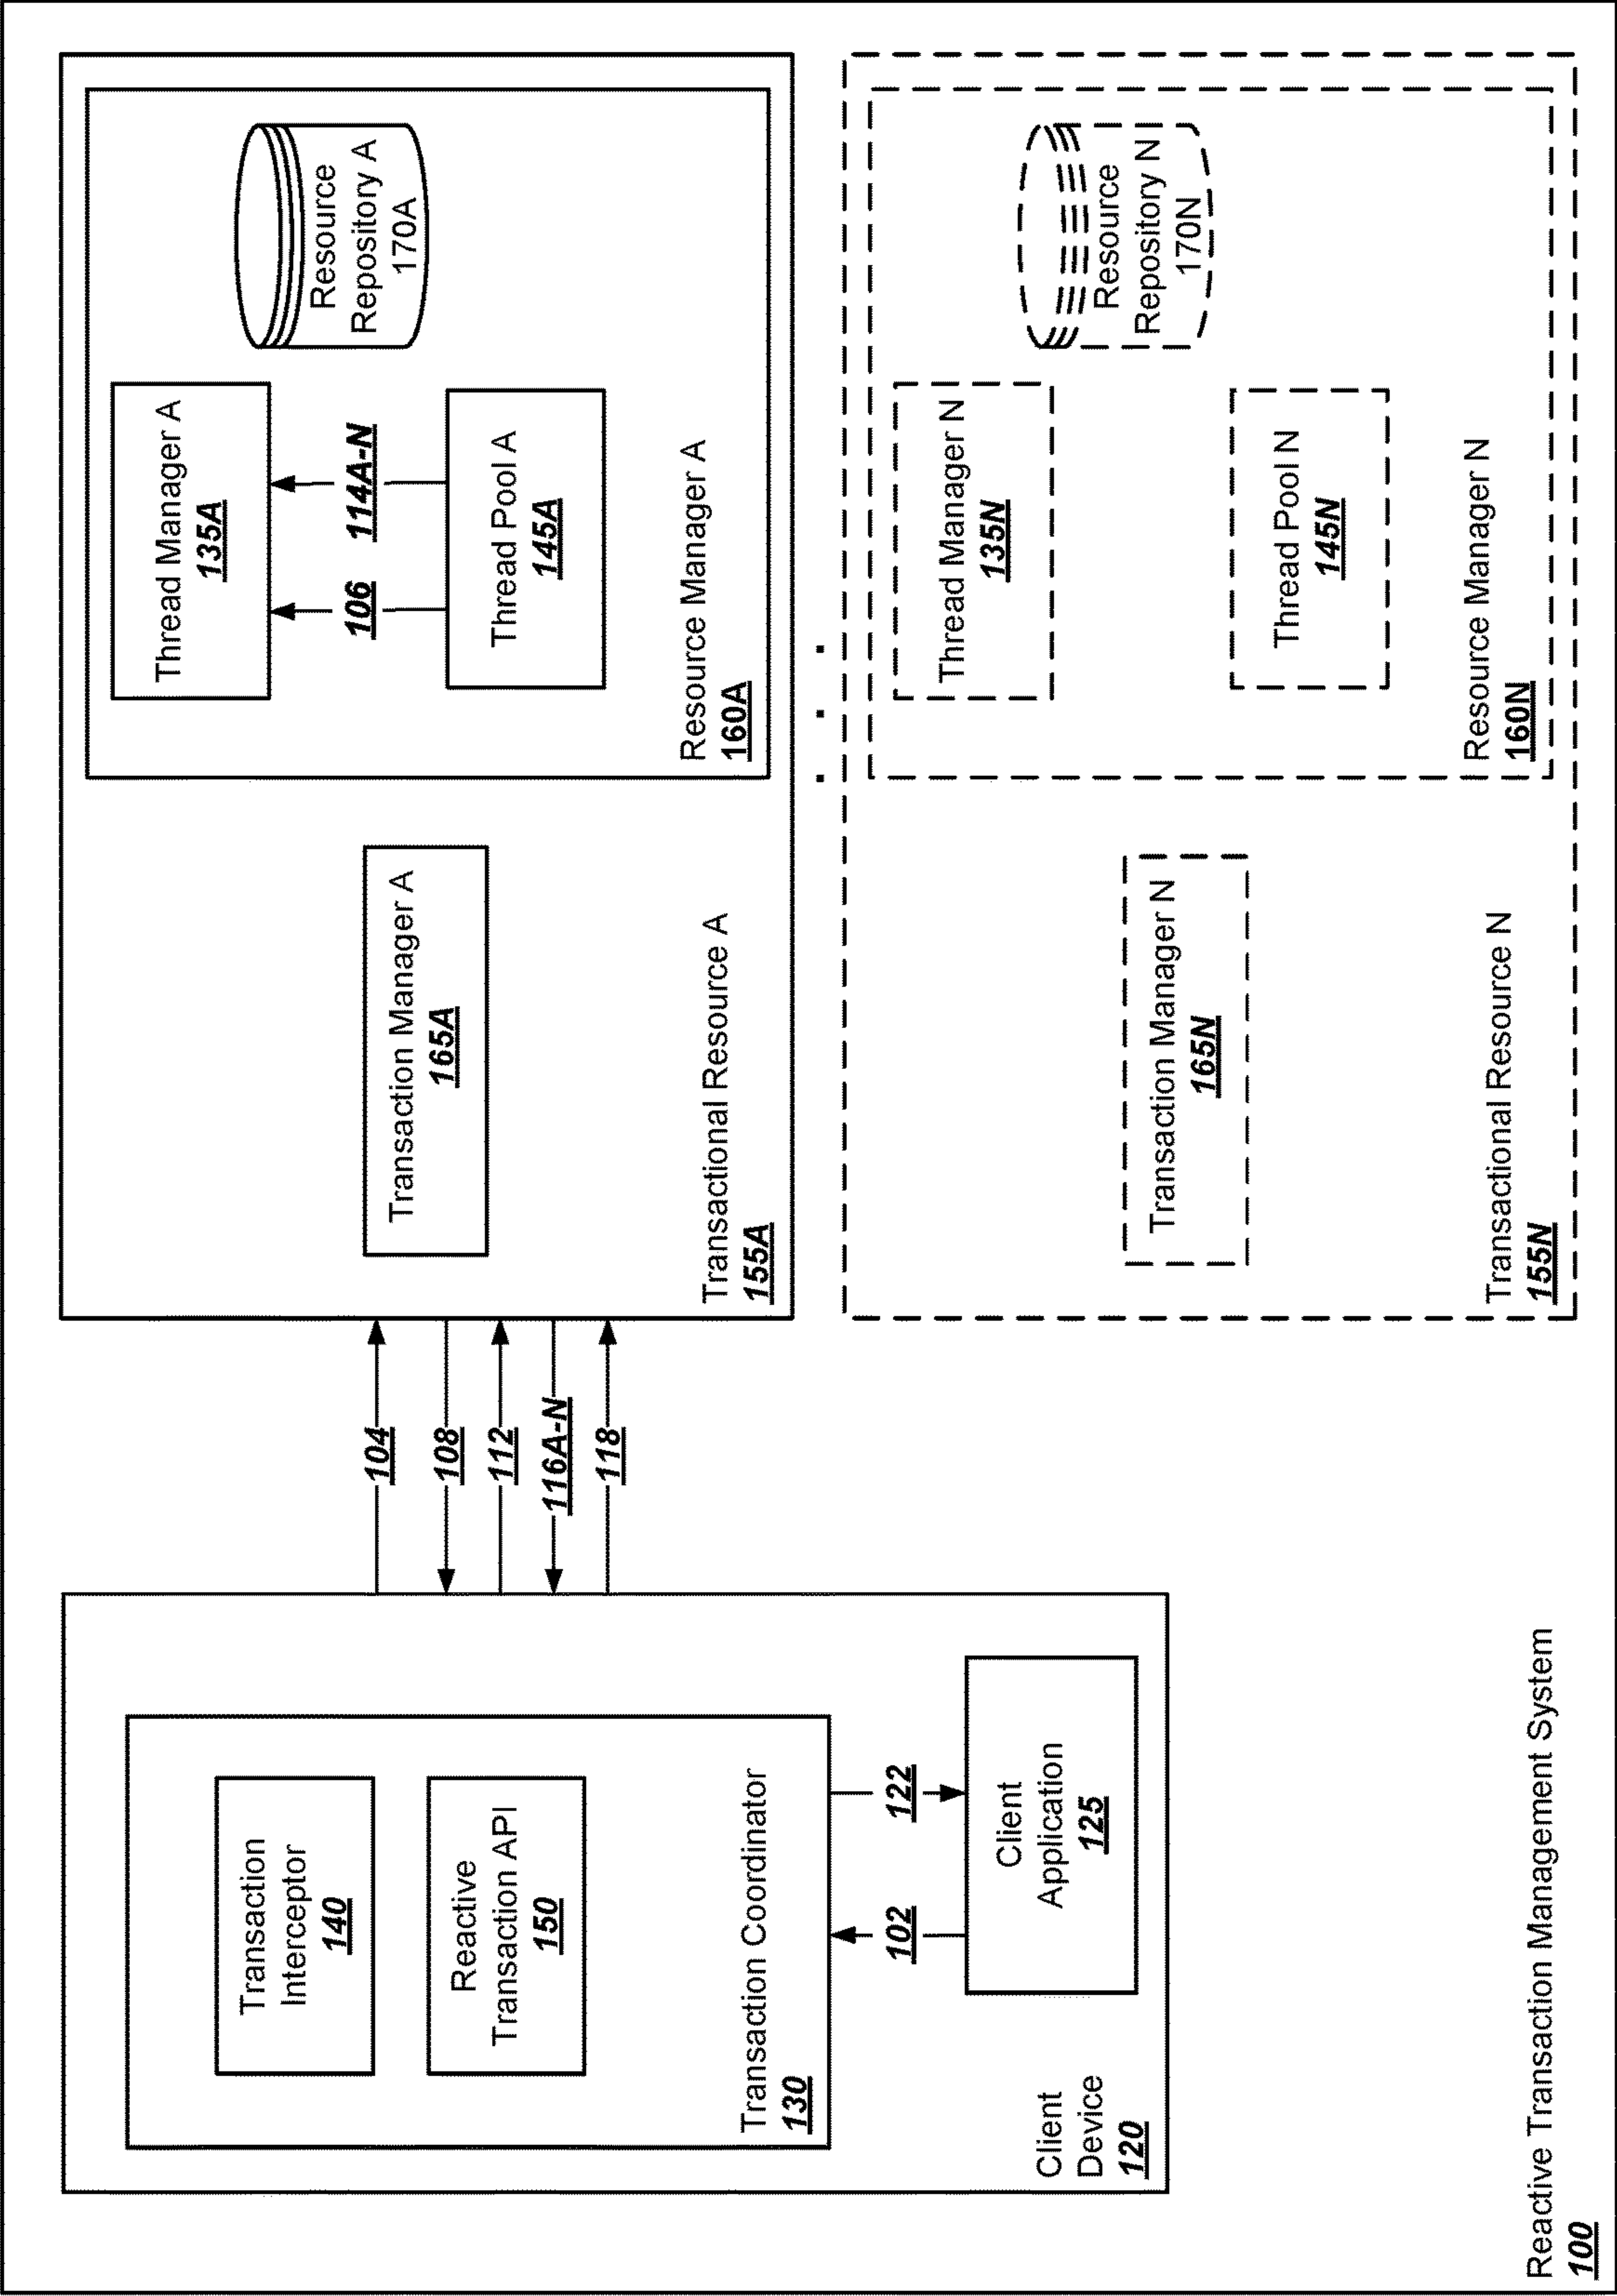 Transaction
Interceptor
140
Reactive
Transaction API
150
Transaction Coordinator
130
102
122
Client
Application
125
Client
Device
120
104
108
112
116A-N
118
Transaction Manager A
165A
Transactional Resource A
155A
Thread Manager A
135A
106
114A-N
Thread Pool A
145A
Resource
Repository A
170A
Resource Manager A
160A
. . .
Transaction Manager N
165N
Transactional Resource N
155N
Thread Manager N
135N
Thread Pool N
145N
Resource
Repository N
170N
Resource Manager N
160N
Reactive Transaction Management System
100